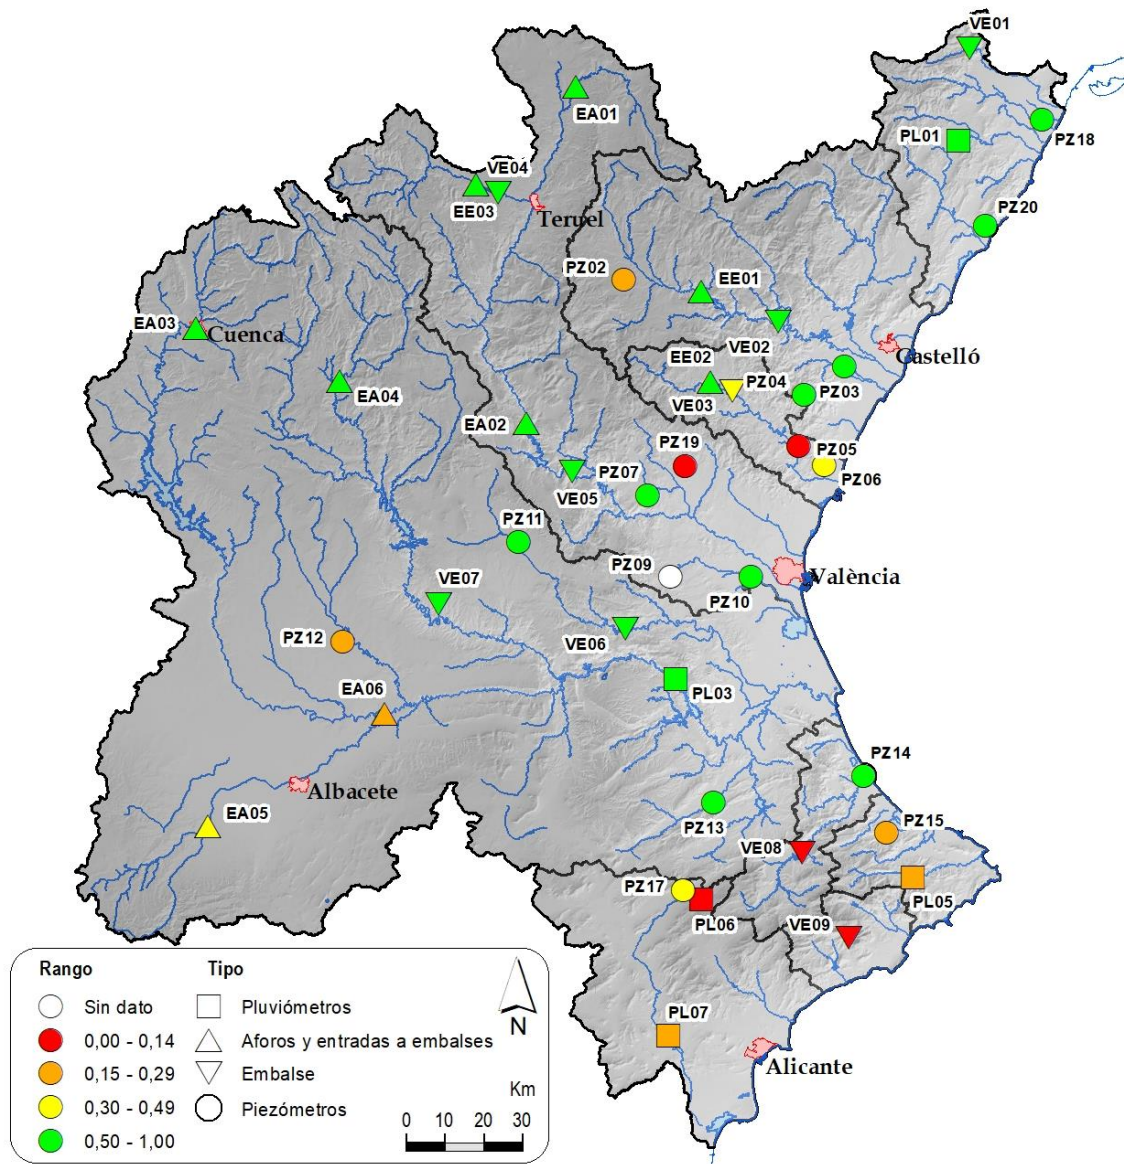 VE01
EA01
PZ18
PL01
VE04
EE03
Teruel
PZ20
PZ02
EE01
EA03
Cuenca
VE02
Castelló
EE02
PZ04
PZ03
EA04
VE03
EA02
PZ19
PZ05
PZ07
PZ06
VE05
PZ11
PZ09
València
VE07
PZ10
PZ12
VE06
EA06
PL03
PZ14
Albacete
EA05
PZ13
PZ15
VE08
PZ17
PL05
PL06
VE09
PL07
Alicante
Rango
Tipo
Sin dato
Pluviómetros
0,00 - 0,14
Aforos y entradas a embalses
0,15 - 0,29
Embalse
0,30 - 0,49
Piezómetros
0,50 - 1,00
N
Km
0 10 20 30